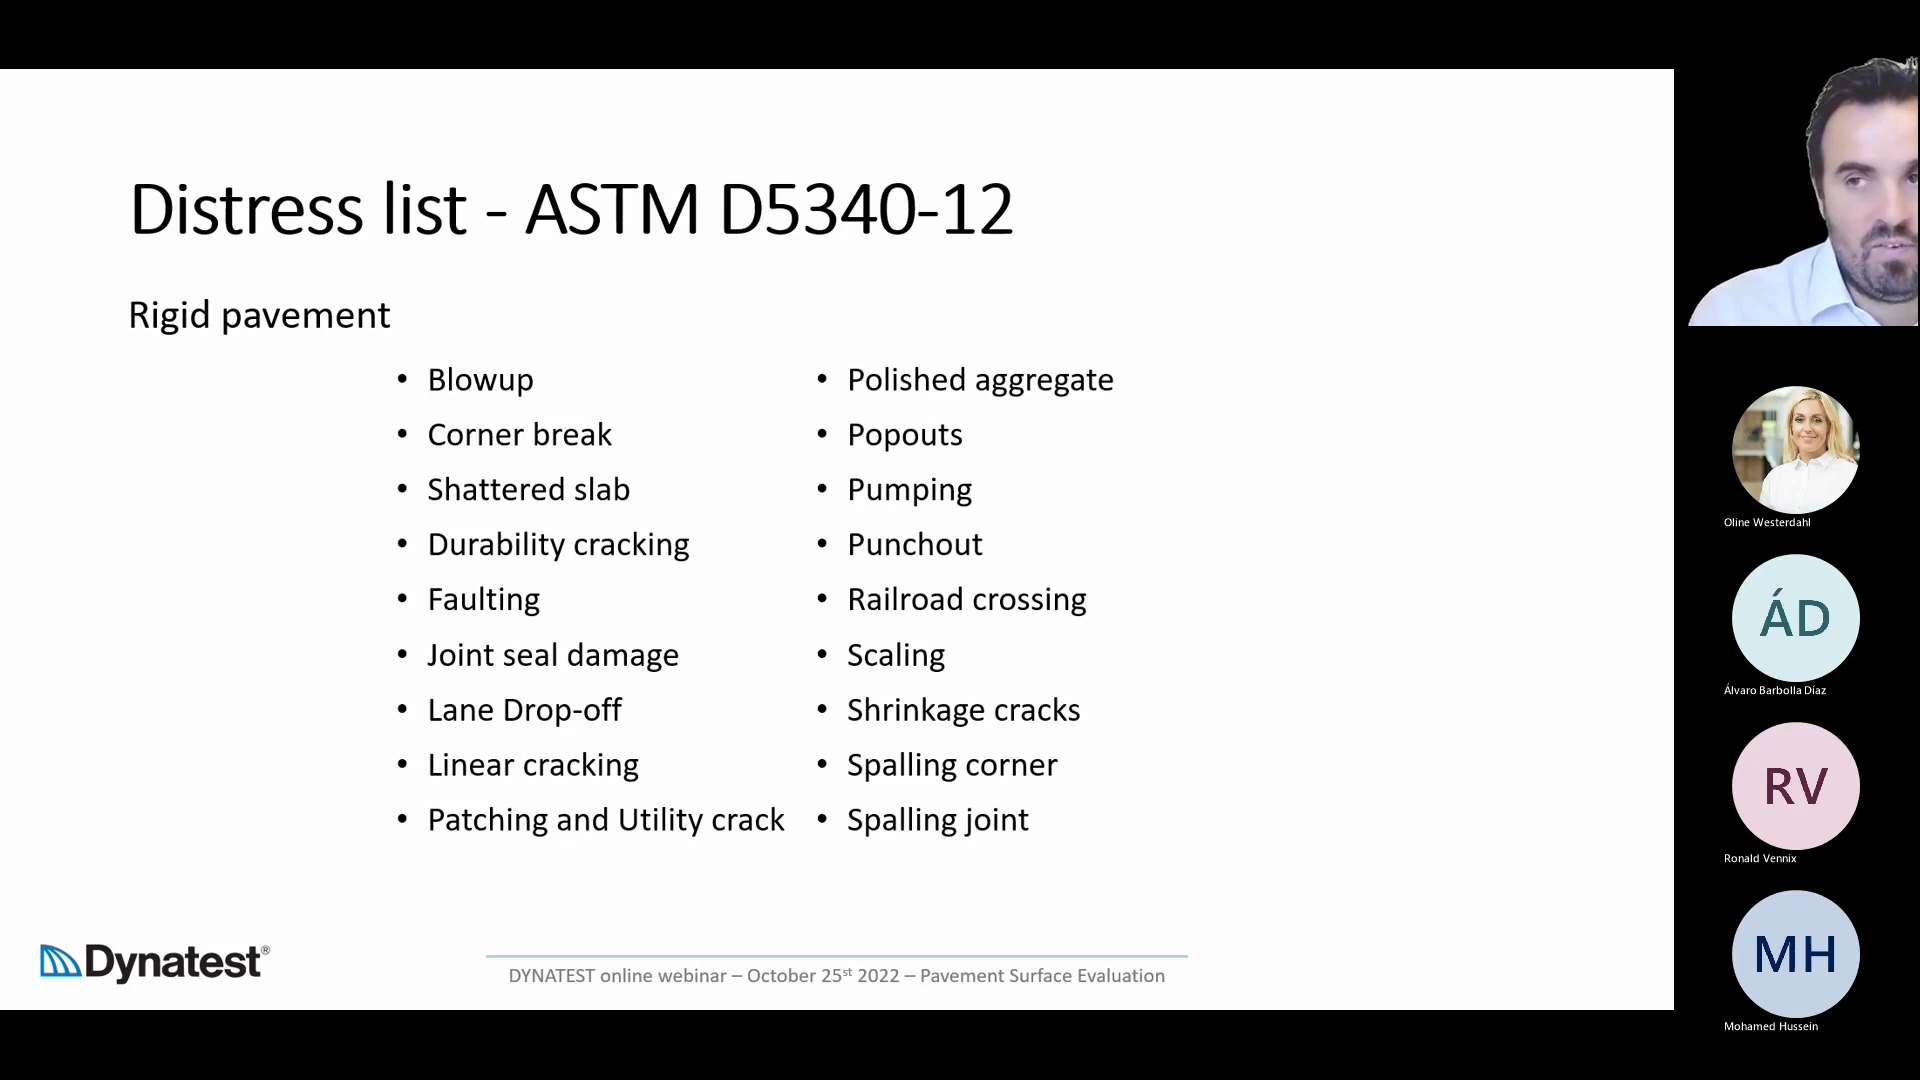 Distress list - ASTM D5340-12
Rigid pavement
• Blowup
• Corner break
• Shattered slab
• Durability cracking
• Faulting
• Joint seal damage
• Lane Drop-off
• Linear cracking
• Patching and Utility crack
• Polished aggregate
• Popouts
• Pumping
• Punchout
• Railroad crossing
• Scaling
• Shrinkage cracks
• Spalling corner
• Spalling joint
Dynatest®
DYNATEST online webinar – October 25st 2022 – Pavement Surface Evaluation
Oline Westerdahl
ÁD
Álvaro Barbolla Díaz
RV
Ronald Vennix
MH
Mohamed Hussein